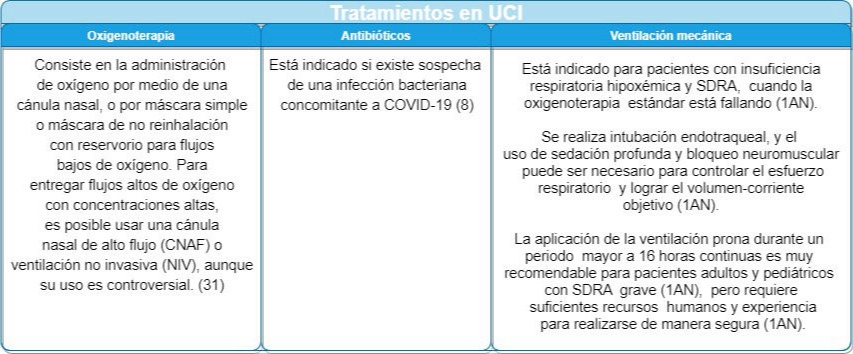 Tratamientos en UCI
Oxigenoterapia
Consiste en la administración
de oxígeno por medio de una
cánula nasal, o por máscara simple
o máscara de no reinhalación
con reservorio para flujos
bajos de oxígeno. Para
entregar flujos altos de oxígeno
con concentraciones altas,
es posible usar una cánula
nasal de alto flujo (CNAF) o
ventilación no invasiva (NIV), aunque
su uso es controversial. (31)
Antibióticos
Está indicado si existe sospecha
de una infección bacteriana
concomitante a COVID-19 (8)
Ventilación mecánica
Está indicado para pacientes con insuficiencia
respiratoria hipoxémica y SDRA, cuando la
oxigenoterapia estándar está fallando (1AN).
Se realiza intubación endotraqueal, y el
uso de sedación profunda y bloqueo neuromuscular
puede ser necesario para controlar el esfuerzo
respiratorio y lograr el volumen-corriente
objetivo (1AN).
La aplicación de la ventilación prona durante un
periodo mayor a 16 horas continuas es muy
recomendable para pacientes adultos y pediátricos
con SDRA grave (1AN), pero requiere
suficientes recursos humanos y experiencia
para realizarse de manera segura (1AN).